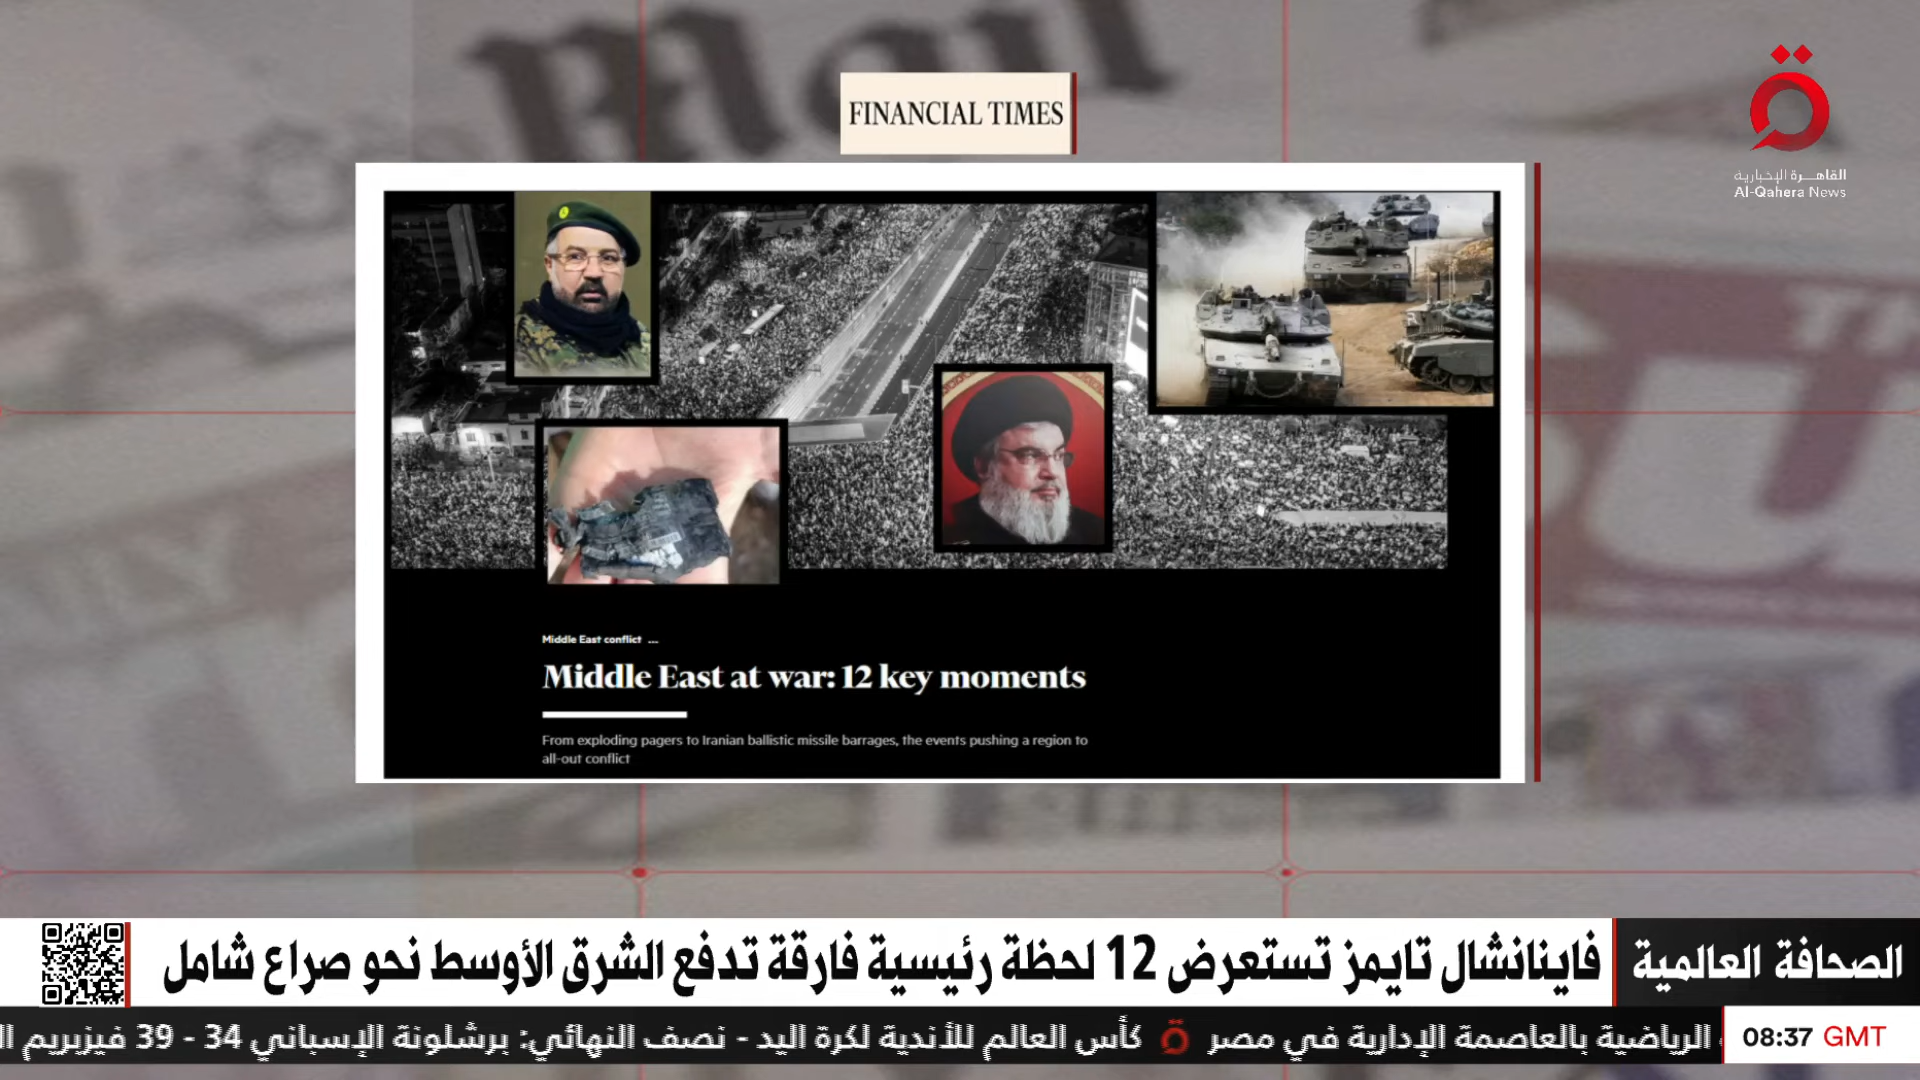 FINANCIAL TIMES
القاهرة الإخبارية
Al-Qahera News
Middle East conflict ...
Middle East at war: 12 key moments
From exploding pagers to Iranian ballistic missile barrages, the events pushing a region to
all-out conflict
الصحافة العالمية
فاينانشال تايمز تستعرض 12 لحظة رئيسية فارقة تدفع الشرق الأوسط نحو صراع شامل
08:37 GMT
الرياضية بالعاصمة الإدارية في مصر
كأس العالم للأندية لكرة اليد - نصف النهائي: برشلونة الإسباني 34 - 39 فيزبريم